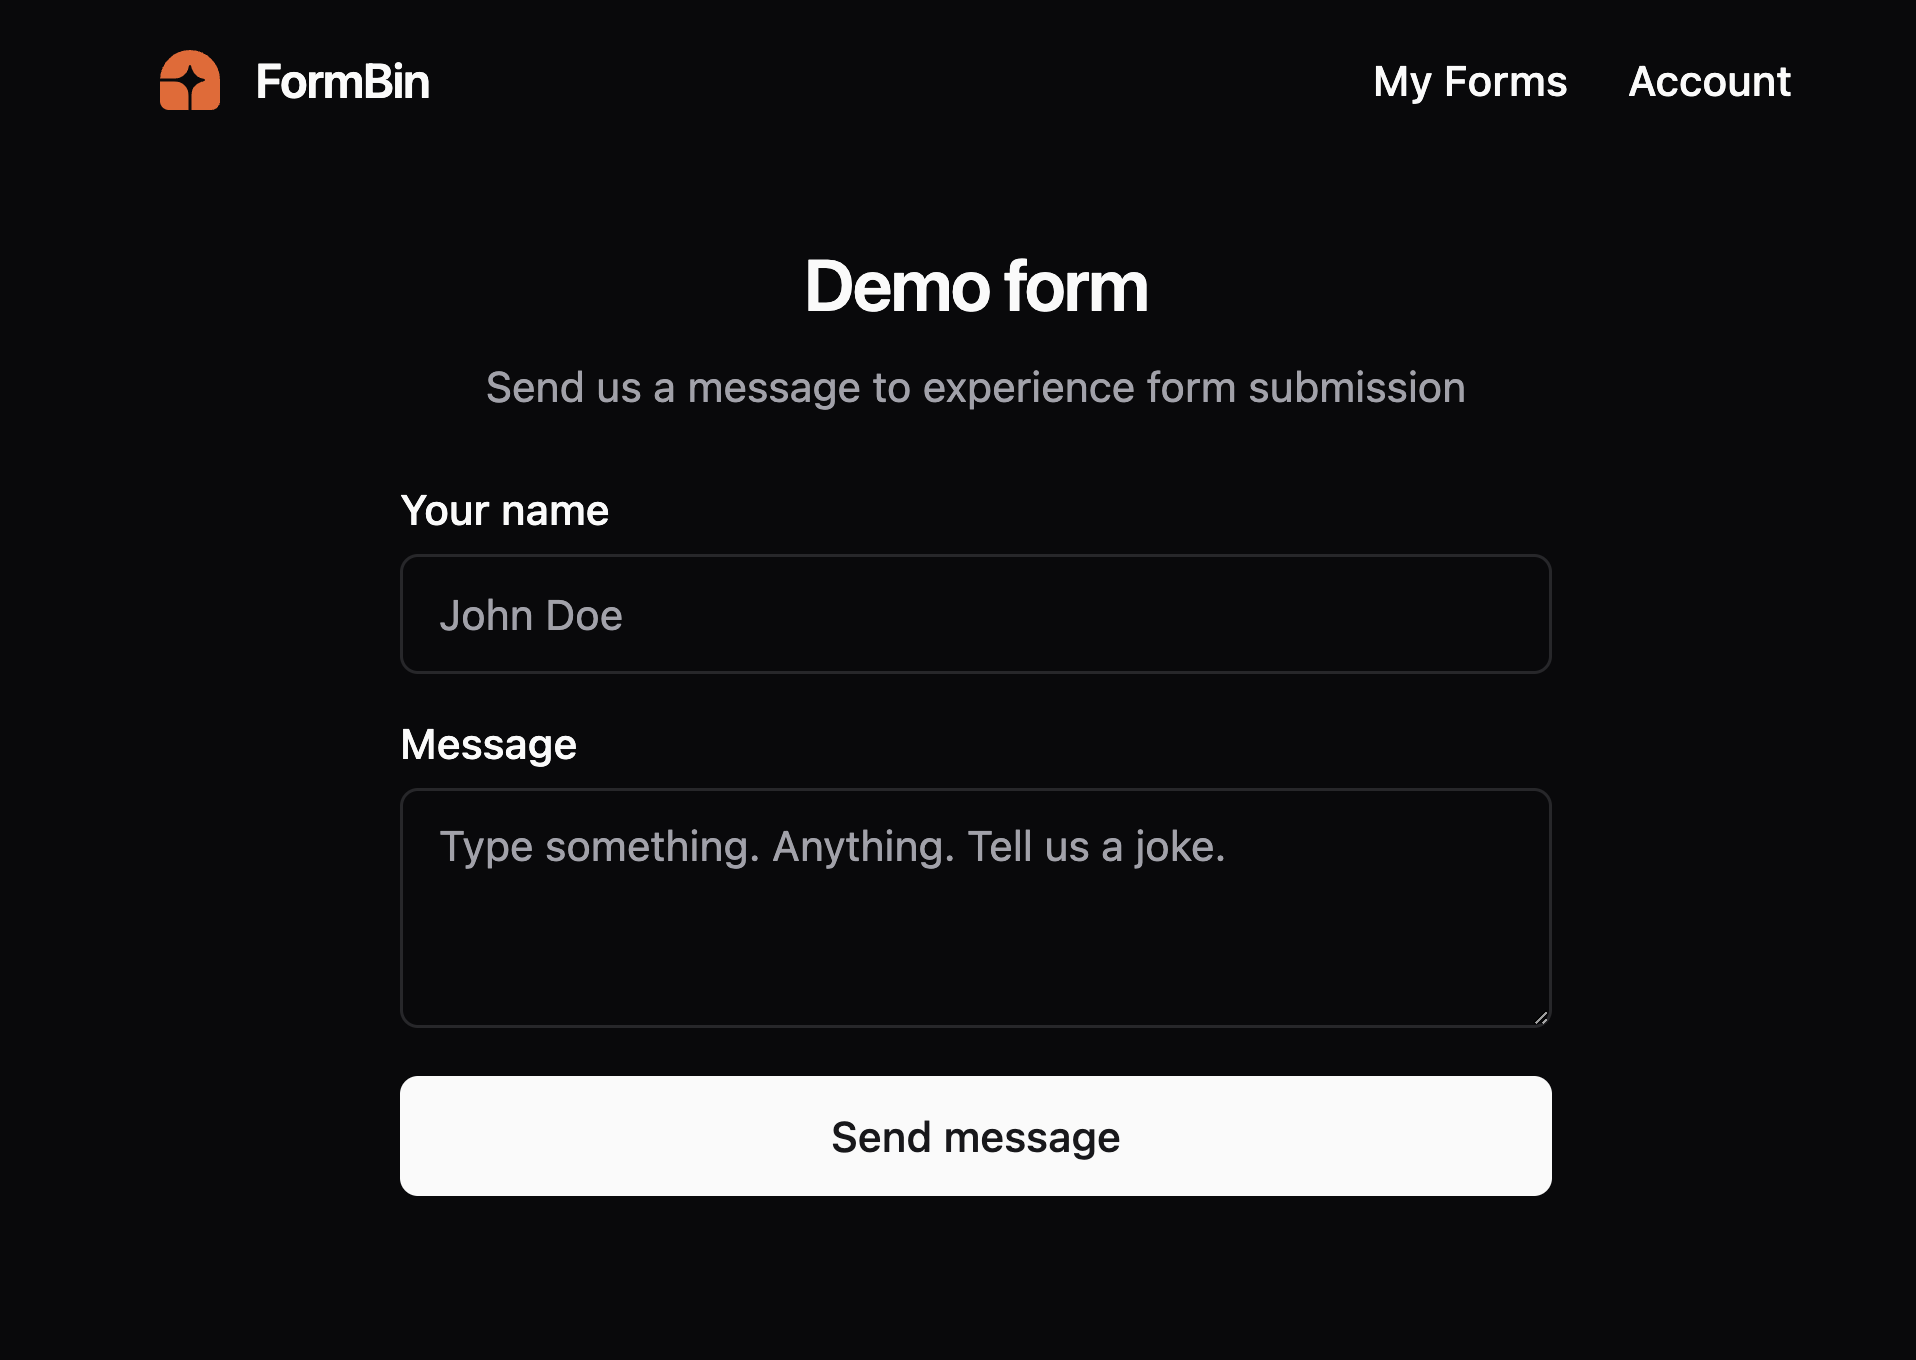 FormBin
My Forms
Account
Demo form
Send us a message to experience form submission
Your name
John Doe
Message
Type something. Anything. Tell us a joke.
Send message